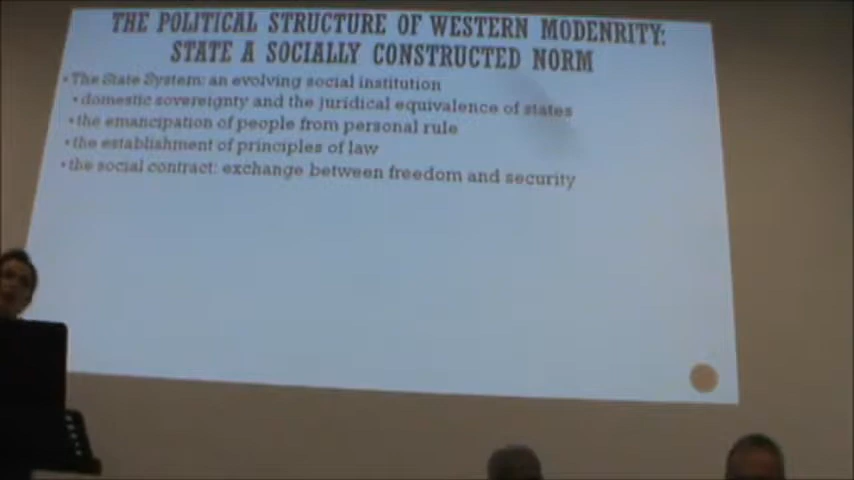 THE POLITICAL STRUCTURE OF WESTERN MODENRITY:
STATE A SOCIALLY CONSTRUCTED NORM
• The State System: an evolving social institution
• domestic sovereignty and the juridical equivalence of states
• the emancipation of people from personal rule
• the establishment of principles of law
• the social contract: exchange between freedom and security